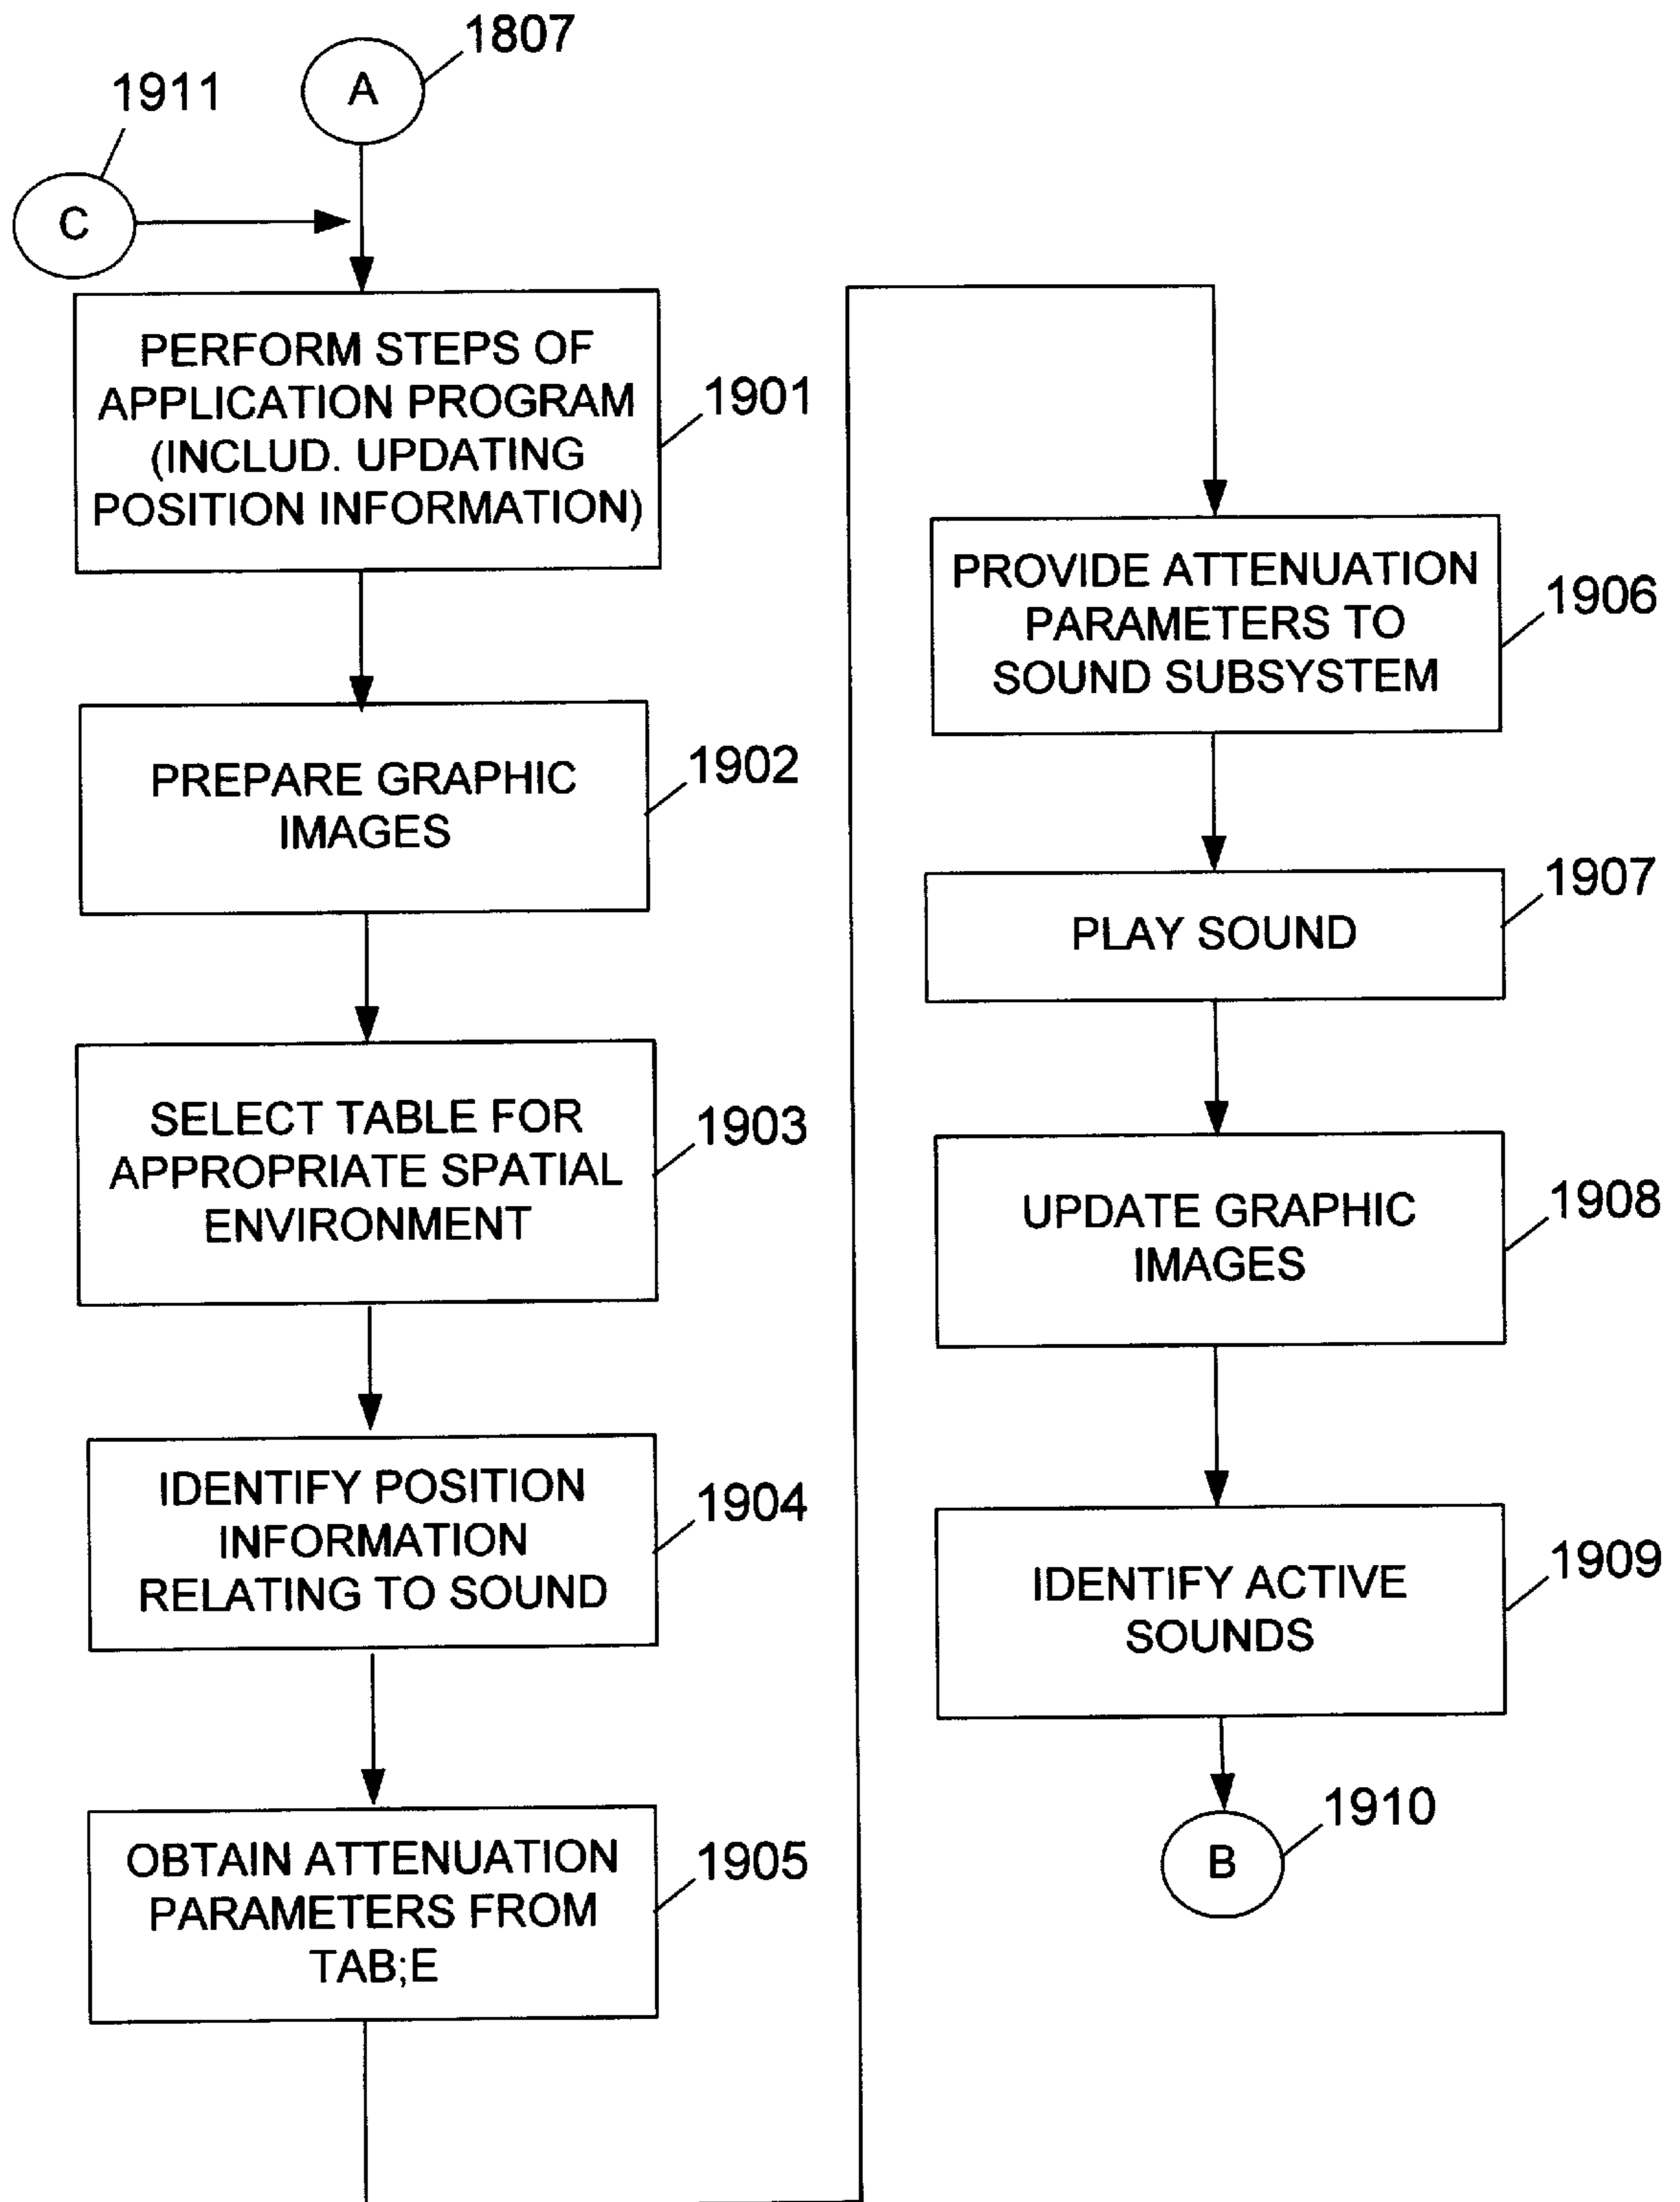 1807
A
1911
C
PERFORM STEPS OF
APPLICATION PROGRAM
(INCLUD. UPDATING
POSITION INFORMATION)
1901
PREPARE GRAPHIC
IMAGES
1902
SELECT TABLE FOR
APPROPRIATE SPATIAL
ENVIRONMENT
1903
IDENTIFY POSITION
INFORMATION
RELATING TO SOUND
1904
OBTAIN ATTENUATION
PARAMETERS FROM
TAB;E
1905
PROVIDE ATTENUATION
PARAMETERS TO
SOUND SUBSYSTEM
1906
PLAY SOUND
1907
UPDATE GRAPHIC
IMAGES
1908
IDENTIFY ACTIVE
SOUNDS
1909
B
1910